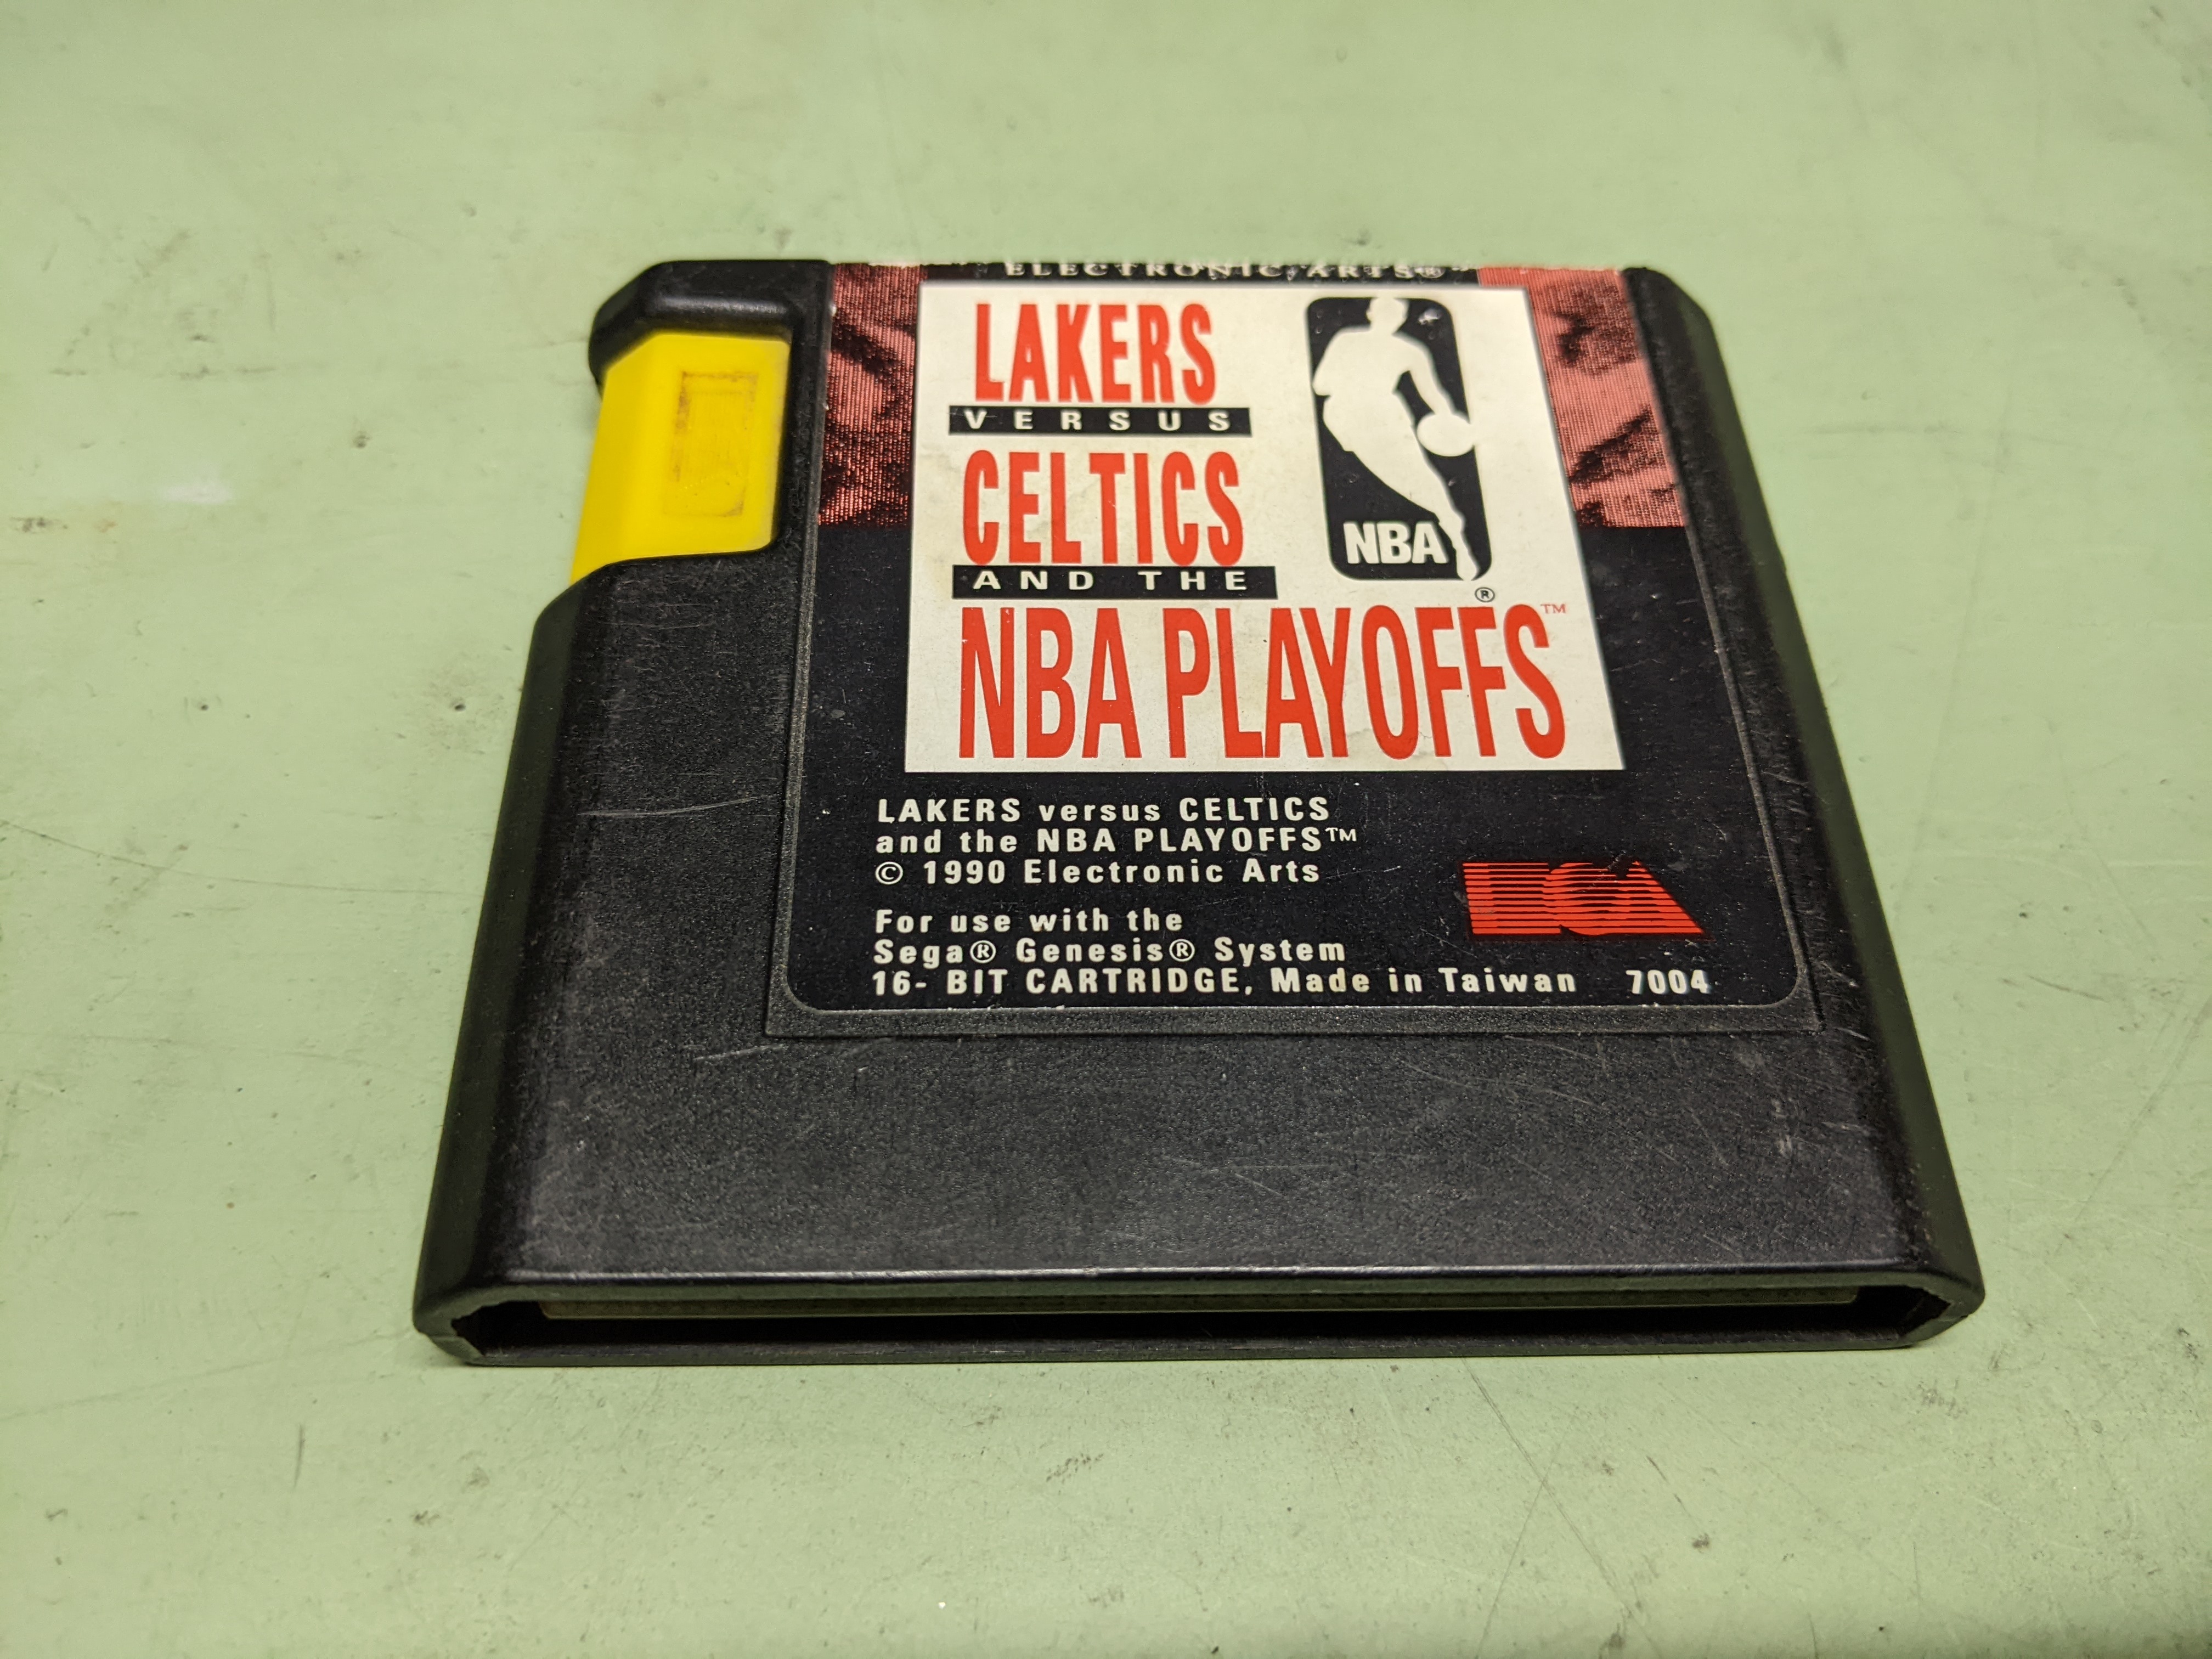 ELECTRONIC ARTS®
LAKERS
VERSUS
CELTICS
AND THE
NBA PLAYOFFS™
NBA
®
LAKERS versus CELTICS
and the NBA PLAYOFFS™
© 1990 Electronic Arts
For use with the
Sega® Genesis® System
16- BIT CARTRIDGE, Made in Taiwan 7004
EA